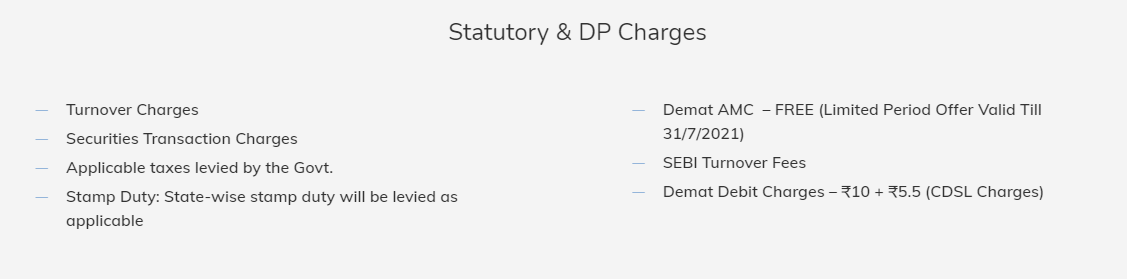 Statutory & DP Charges
— Turnover Charges
— Securities Transaction Charges
— Applicable taxes levied by the Govt.
— Stamp Duty: State-wise stamp duty will be levied as
applicable
— Demat AMC – FREE (Limited Period Offer Valid Till
31/7/2021)
— SEBI Turnover Fees
— Demat Debit Charges – ₹10 + ₹5.5 (CDSL Charges)